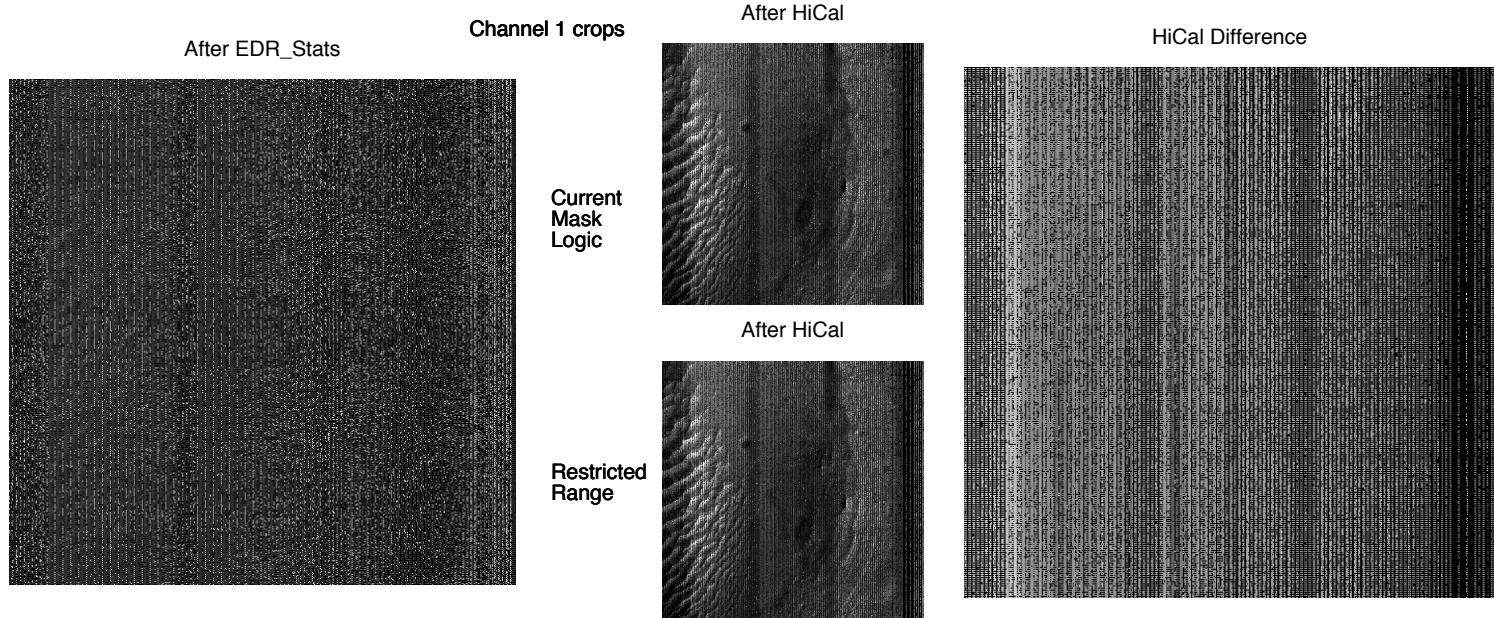 Channel 1 crops
After EDR_Stats
After HiCal
HiCal Difference
Current
Mask
Logic
After HiCal
Restricted
Range